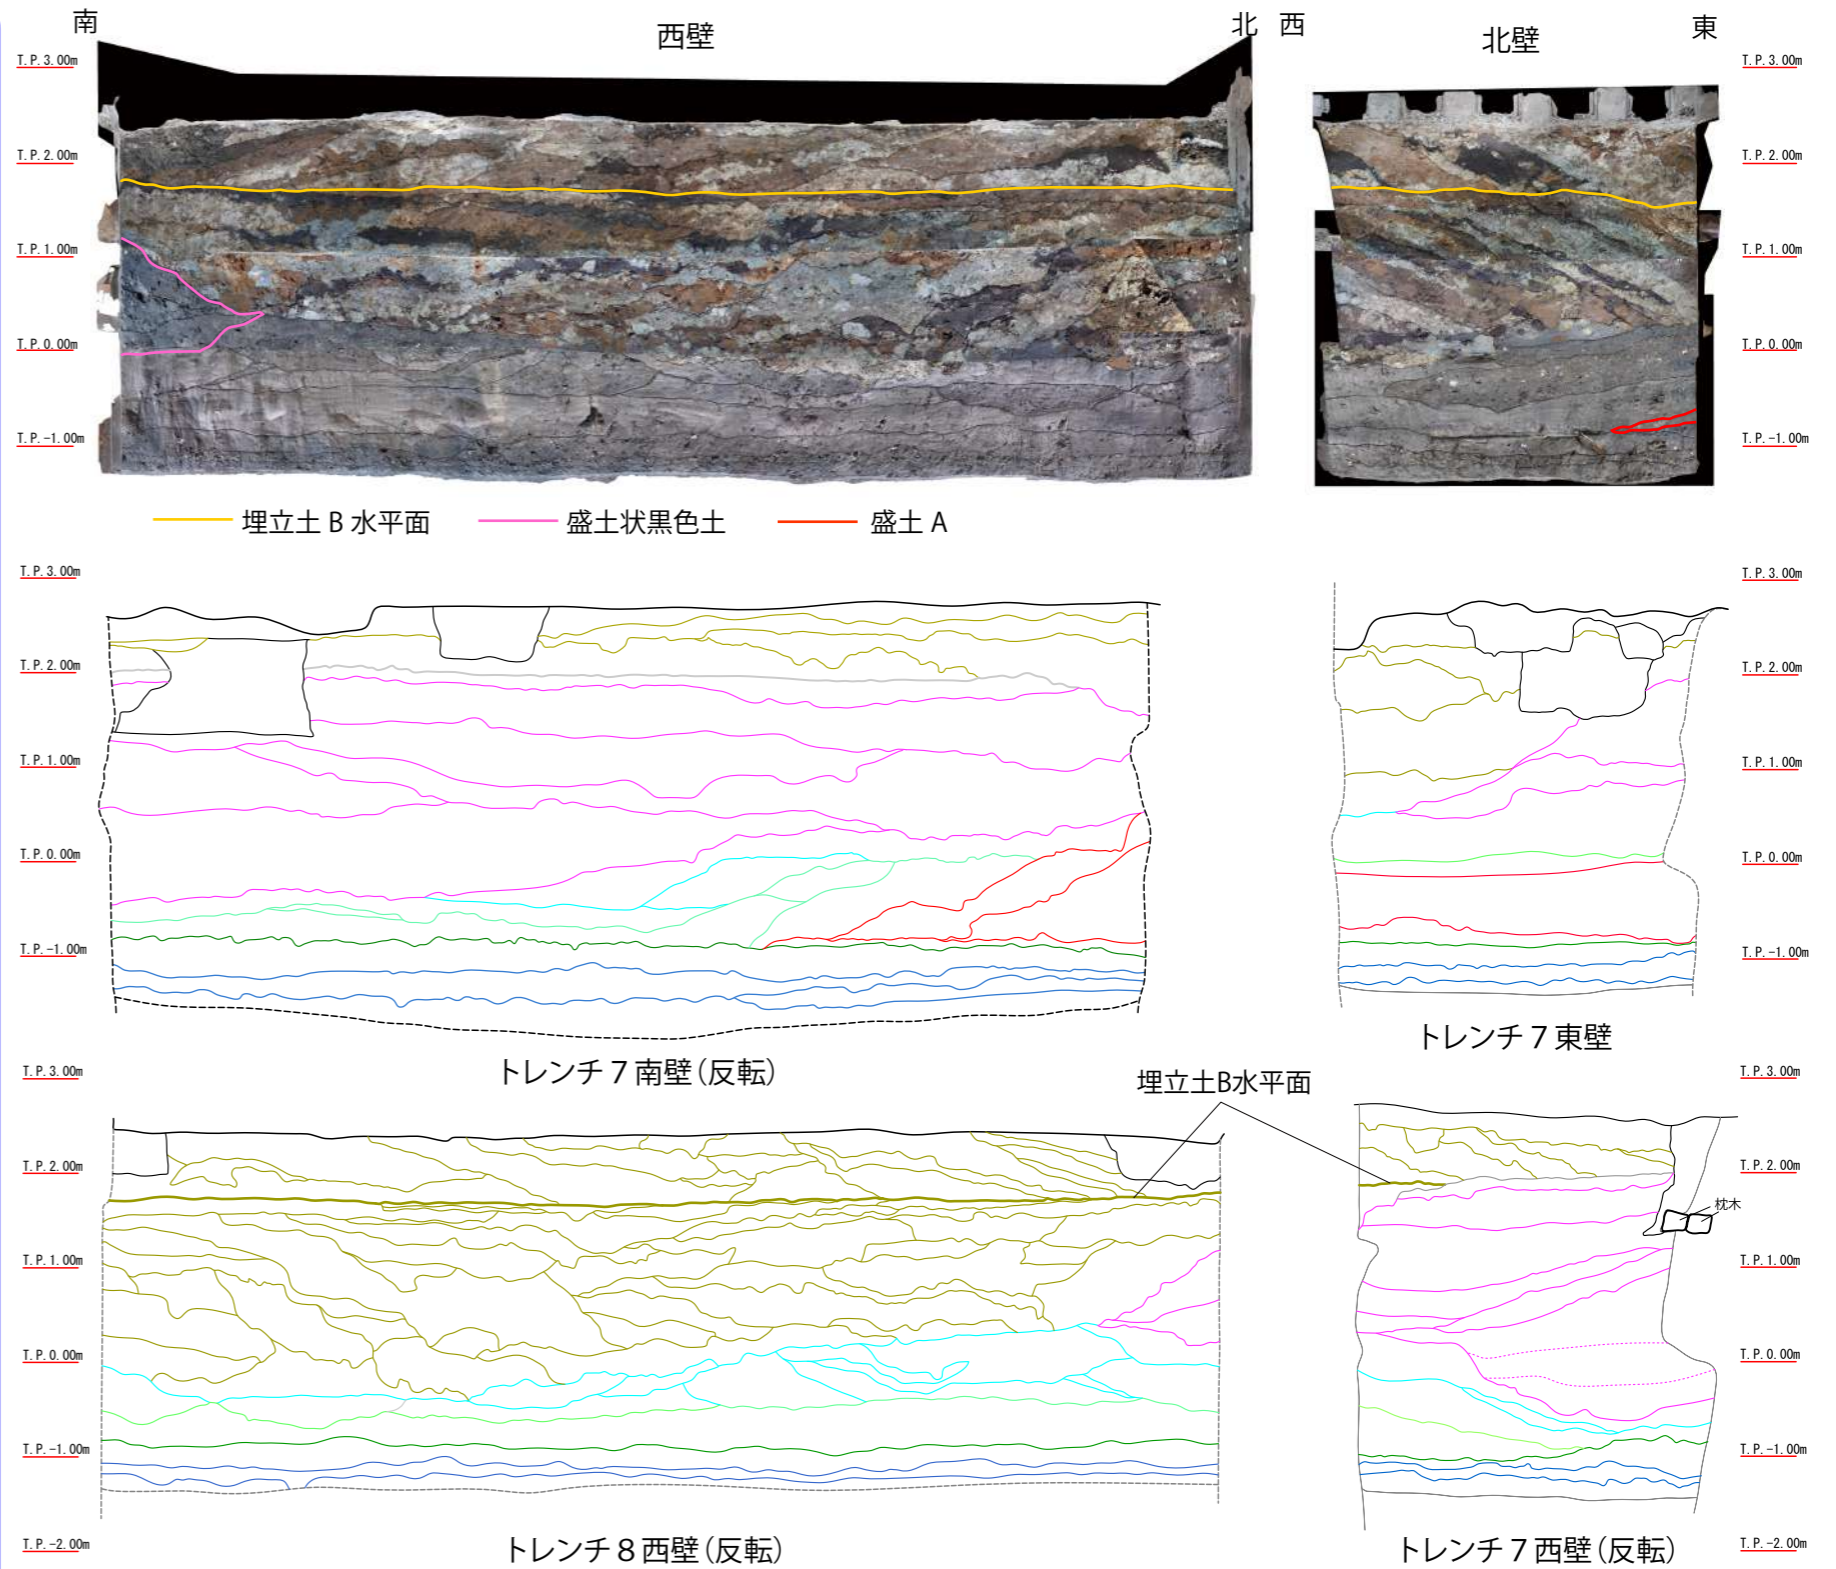 南 西壁 北 西 北壁 東
T.P.3.00m T.P.3.00m
T.P.2.00m T.P.2.00m
T.P.1.00m T.P.1.00m
T.P.0.00m T.P.0.00m
T.P.-1.00m T.P.-1.00m
埋立土 B 水平面 盛土状黒色土 盛土 A
T.P.3.00m T.P.3.00m
T.P.2.00m T.P.2.00m
T.P.1.00m T.P.1.00m
T.P.0.00m T.P.0.00m
T.P.-1.00m T.P.-1.00m
トレンチ7東壁
トレンチ7南壁(反転)
T.P.3.00m T.P.3.00m
埋立土B水平面
T.P.2.00m T.P.2.00m
枕木
T.P.1.00m T.P.1.00m
T.P.0.00m T.P.0.00m
T.P.-1.00m T.P.-1.00m
T.P.-2.00m T.P.-2.00m
トレンチ8西壁(反転) トレンチ7西壁(反転)